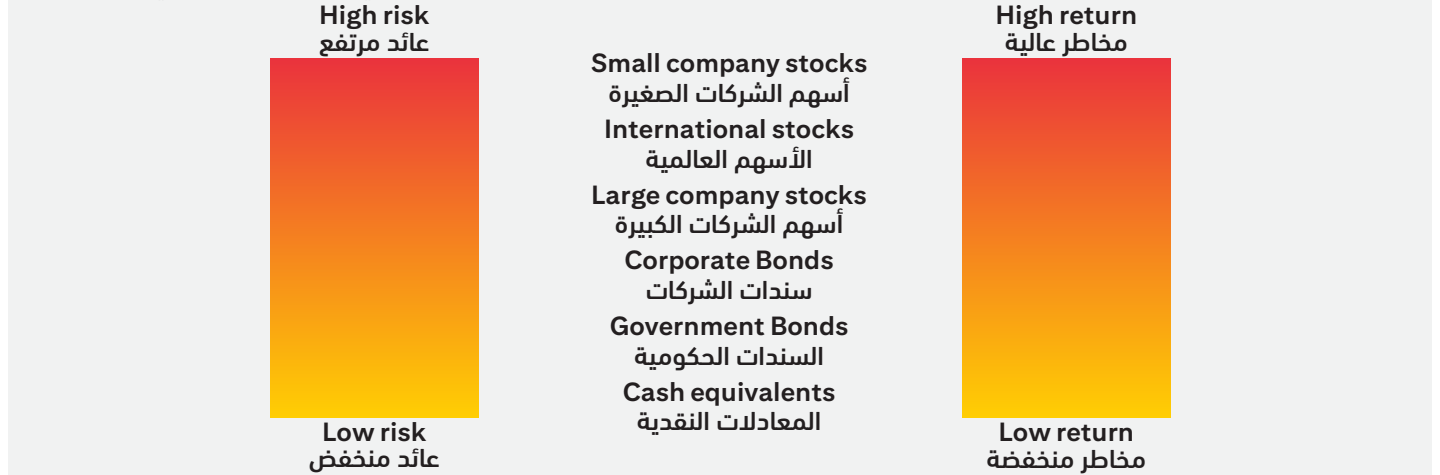 High risk
عائد مرتفع
High return
مخاطر عالية
Small company stocks
أسهم الشركات الصغيرة
International stocks
الأسهم العالمية
Large company stocks
أسهم الشركات الكبيرة
Corporate Bonds
سندات الشركات
Government Bonds
السندات الحكومية
Cash equivalents
المعادلات النقدية
Low risk
عائد منخفض
Low return
مخاطر منخفضة